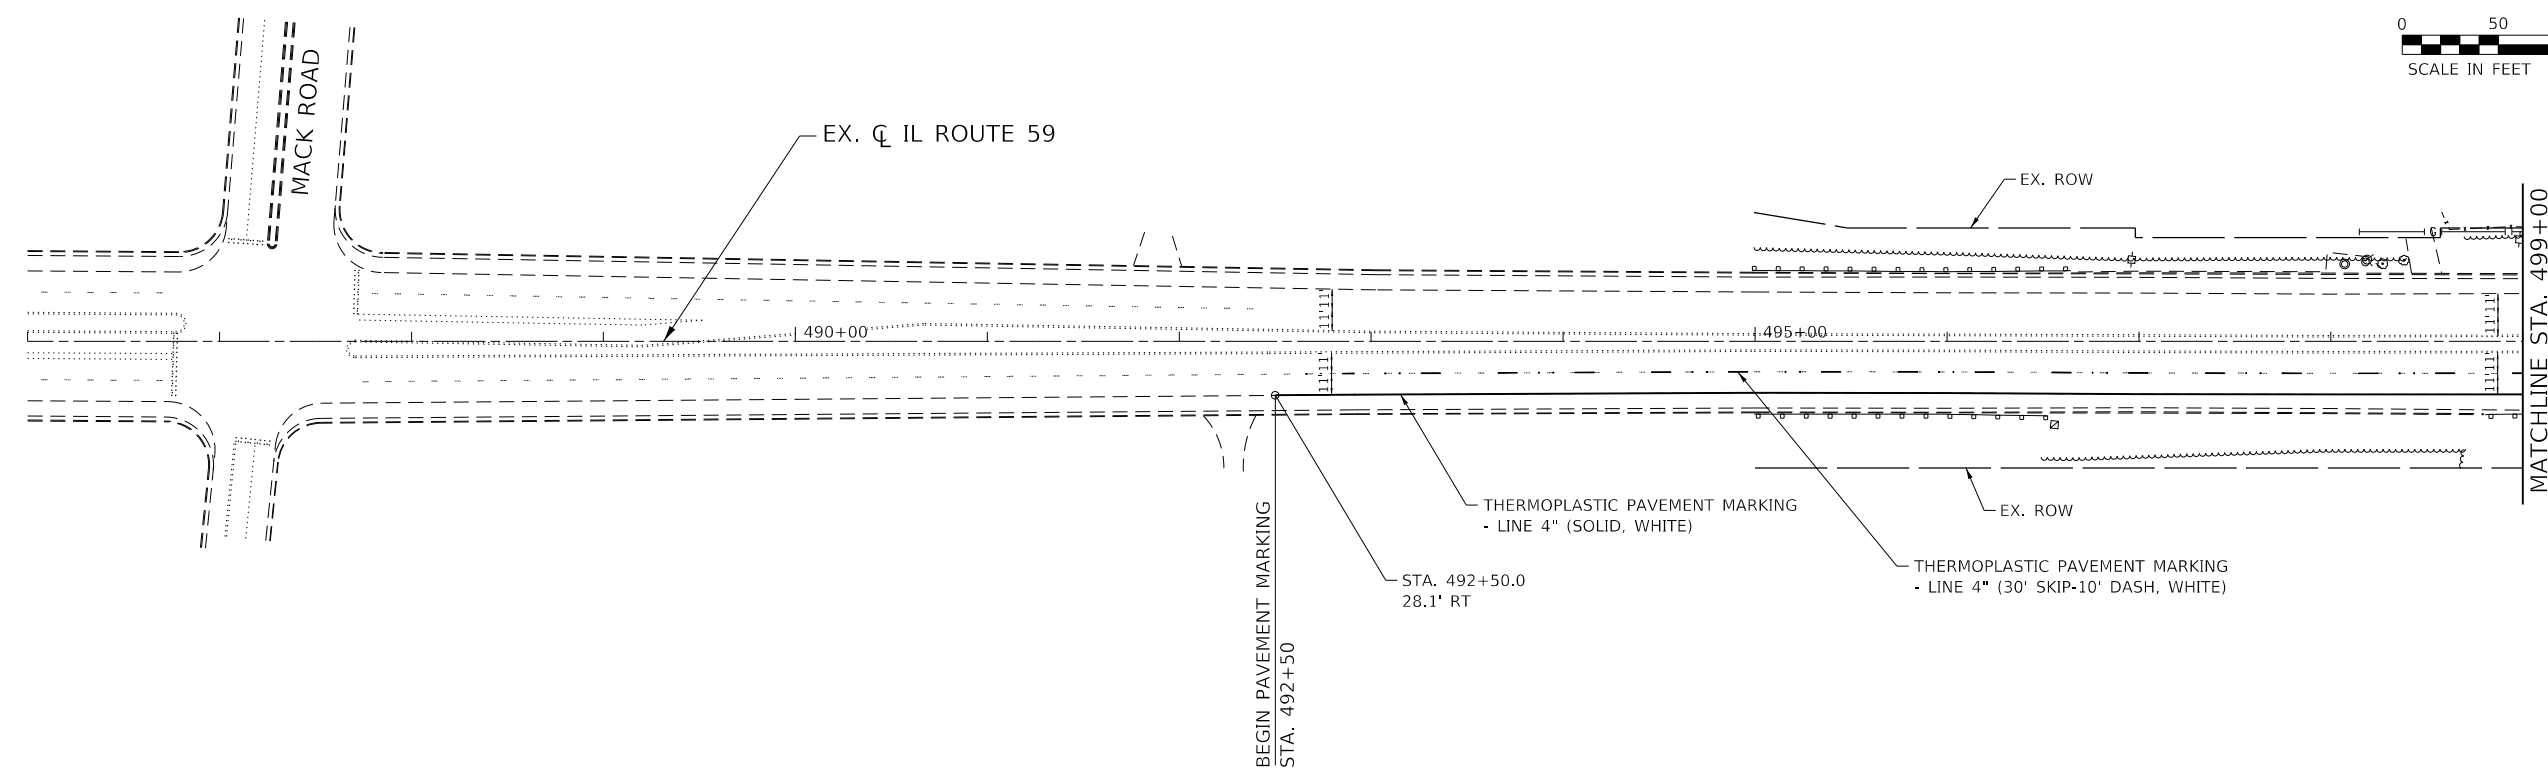 0 50
SCALE IN FEET
MACK ROAD
EX. ℄ IL ROUTE 59
EX. ROW
MATCHLINE STA. 499+00
490+00
495+00
11'
11'
11'
11'
11'
11'
11'
11'
THERMOPLASTIC PAVEMENT MARKING
- LINE 4" (SOLID, WHITE)
EX. ROW
STA. 492+50.0
28.1' RT
THERMOPLASTIC PAVEMENT MARKING
- LINE 4" (30' SKIP-10' DASH, WHITE)
BEGIN PAVEMENT MARKING
STA. 492+50